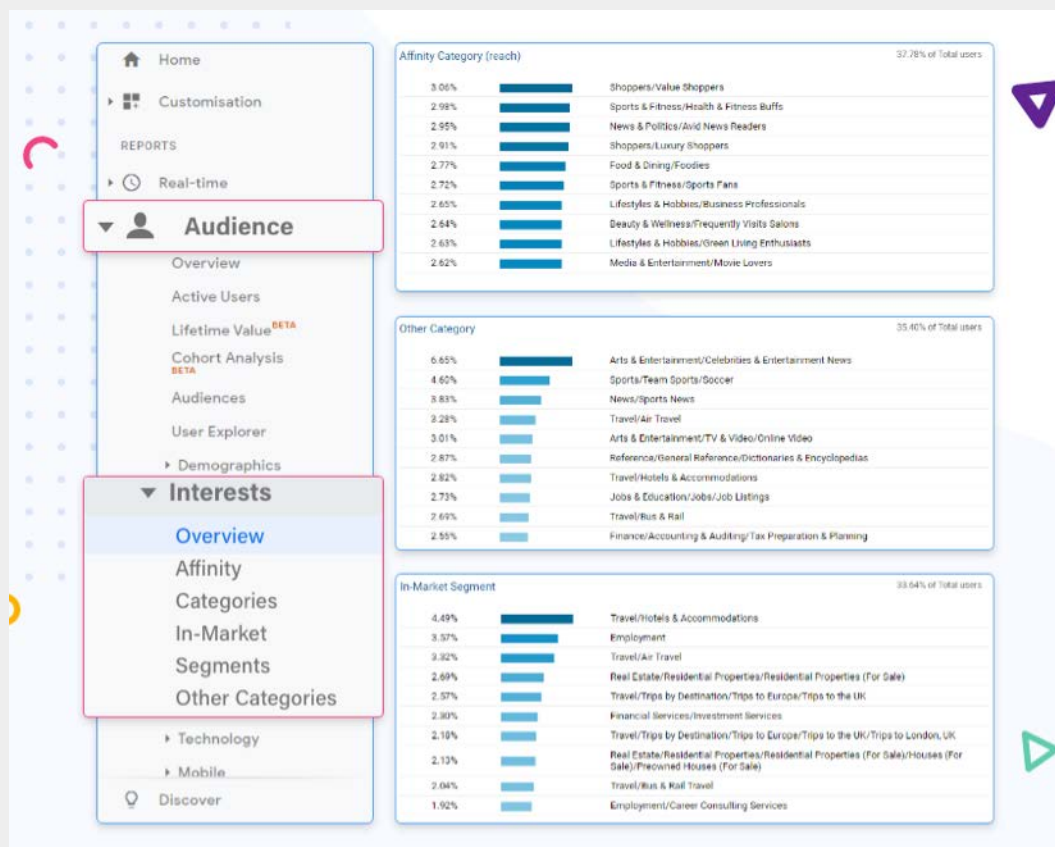 Home
Customisation
REPORTS
Real-time
Audience
Overview
Active Users
Lifetime Value BETA
Cohort Analysis
BETA
Audiences
User Explorer
Demographics
Interests
Overview
Affinity
Categories
In-Market
Segments
Other Categories
Technology
Mobile
Discover
Affinity Category (reach) 37.78% of Total users
3.06% Shoppers/Value Shoppers
2.98% Sports & Fitness/Health & Fitness Buffs
2.95% News & Politics/Avid News Readers
2.91% Shoppers/Luxury Shoppers
2.77% Food & Dining/Foodies
2.72% Sports & Fitness/Sports Fans
2.65% Lifestyles & Hobbies/Business Professionals
2.64% Beauty & Wellness/Frequently Visits Salons
2.63% Lifestyles & Hobbies/Green Living Enthusiasts
2.62% Media & Entertainment/Movie Lovers
Other Category 35.40% of Total users
6.65% Arts & Entertainment/Celebrities & Entertainment News
4.60% Sports/Team Sports/Soccer
3.83% News/Sports News
3.28% Travel/Air Travel
3.01% Arts & Entertainment/TV & Video/Online Video
2.87% Reference/General Reference/Dictionaries & Encyclopedias
2.82% Travel/Hotels & Accommodations
2.73% Jobs & Education/Jobs/Job Listings
2.69% Travel/Bus & Rail
2.55% Finance/Accounting & Auditing/Tax Preparation & Planning
In-Market Segment 33.64% of Total users
4.49% Travel/Hotels & Accommodations
3.57% Employment
3.32% Travel/Air Travel
2.69% Real Estate/Residential Properties/Residential Properties (For Sale)
2.57% Travel/Trips by Destination/Trips to Europe/Trips to the UK
2.30% Financial Services/Investment Services
2.18% Travel/Trips by Destination/Trips to Europe/Trips to the UK/Trips to London, UK
2.13% Real Estate/Residential Properties/Residential Properties (For Sale)/Houses (For
Sale)/Preowned Houses (For Sale)
2.04% Travel/Bus & Rail Travel
1.92% Employment/Career Consulting Services